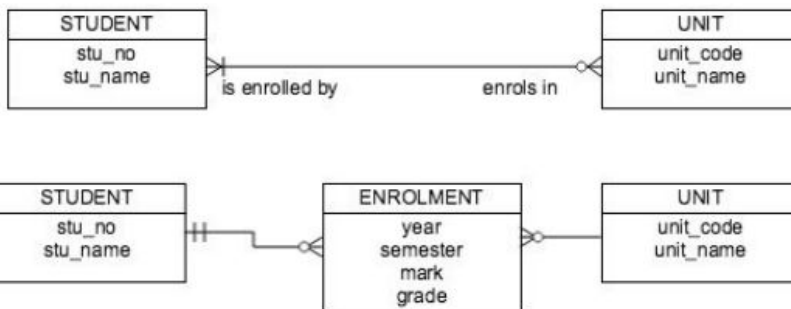 STUDENT
stu_no
stu_name
is enrolled by
enrols in
UNIT
unit_code
unit_name
STUDENT
stu_no
stu_name
ENROLMENT
year
semester
mark
grade
UNIT
unit_code
unit_name